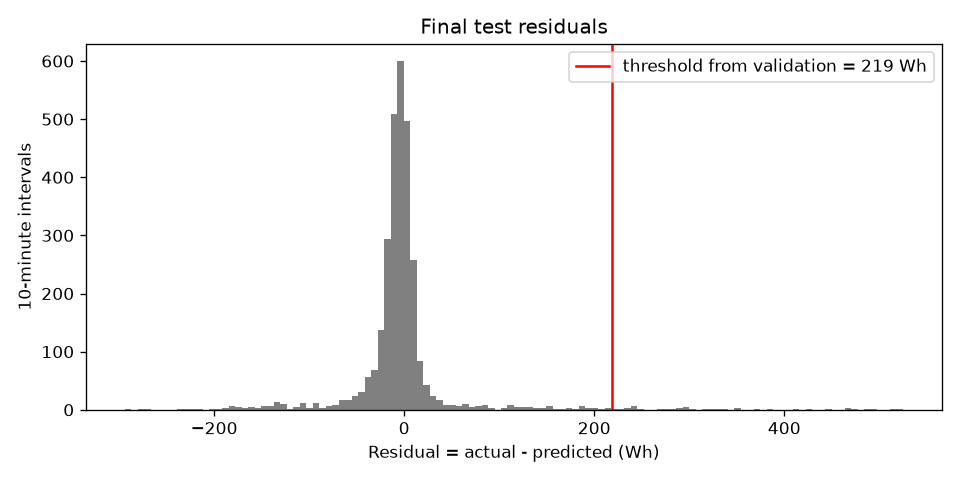 Final test residuals
threshold from validation = 219 Wh
10-minute intervals
600
500
400
300
200
100
0
−200
0
200
400
Residual = actual - predicted (Wh)